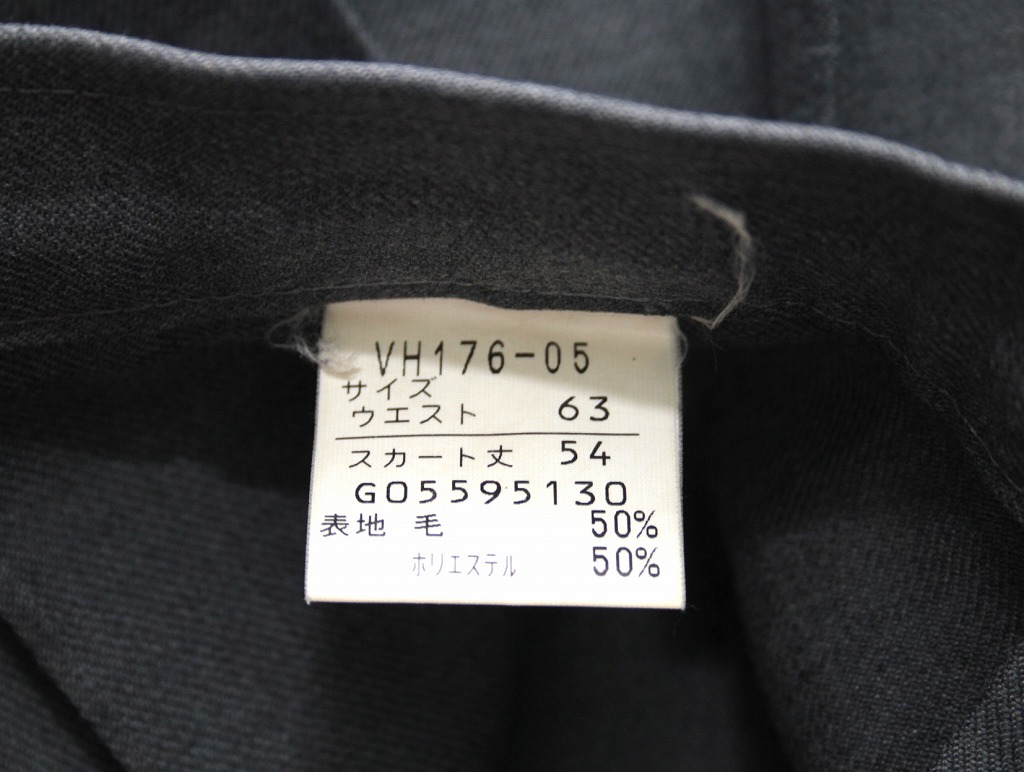 VH176-05
サイズ
ウエスト 63
スカート丈 54
G05595130
表地 毛 50%
ポリエステル 50%